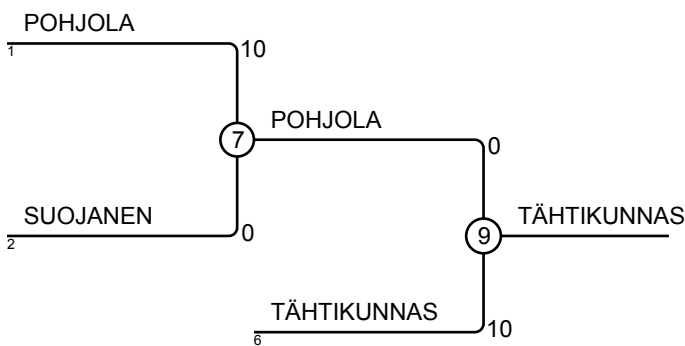 POHJOLA
1
10
7
POHJOLA
0
SUOJANEN
2
0
9
TÄHTIKUNNAS
TÄHTIKUNNAS
6
10